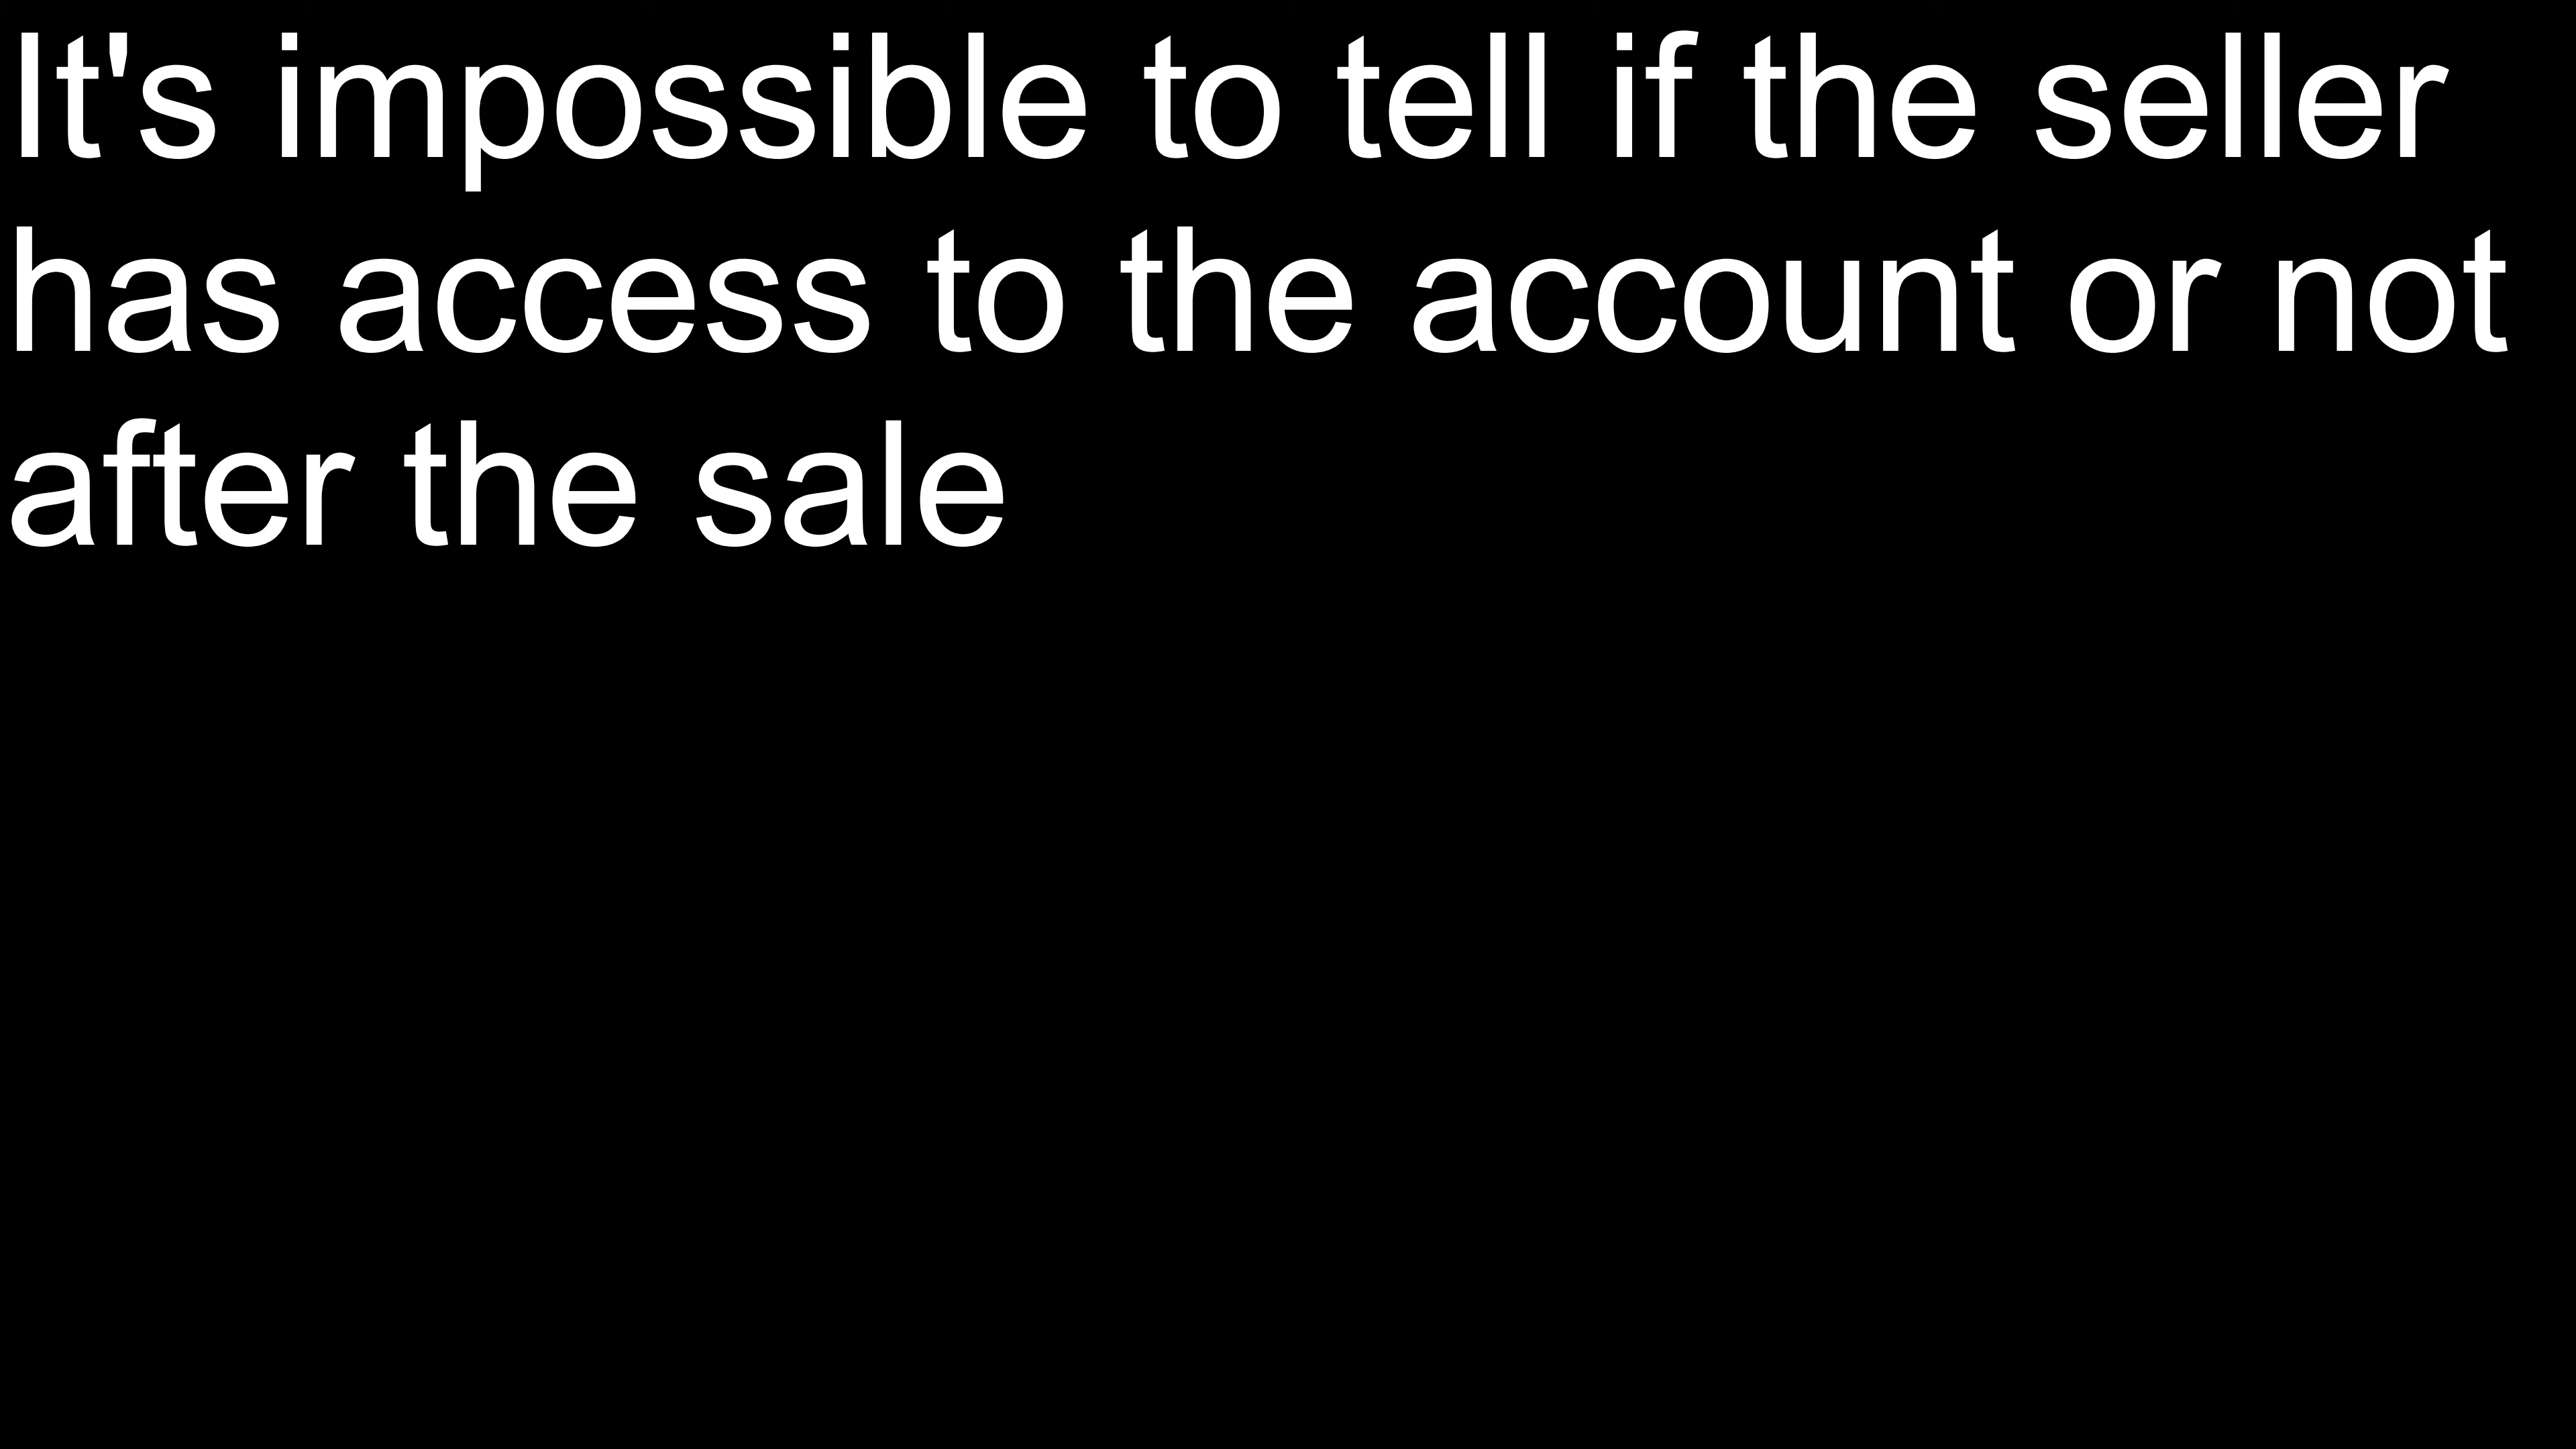 It's impossible to tell if the seller
has access to the account or not
after the sale